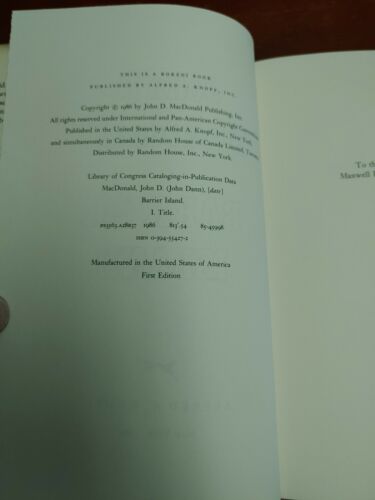 THIS IS A BORZOI BOOK
PUBLISHED BY ALFRED A. KNOPF, INC.
Copyright © 1986 by John D. MacDonald Publishing, Inc.
All rights reserved under International and Pan-American Copyright Conventions.
Published in the United States by Alfred A. Knopf, Inc., New York,
and simultaneously in Canada by Random House of Canada Limited, Toronto.
Distributed by Random House, Inc., New York.
Library of Congress Cataloging-in-Publication Data
MacDonald, John D. (John Dann), [date]
Barrier Island.
I. Title.
PS3563.A28B37 1986 813'.54 85-45998
ISBN 0-394-55427-2
Manufactured in the United States of America
First Edition
To th
Maxwell